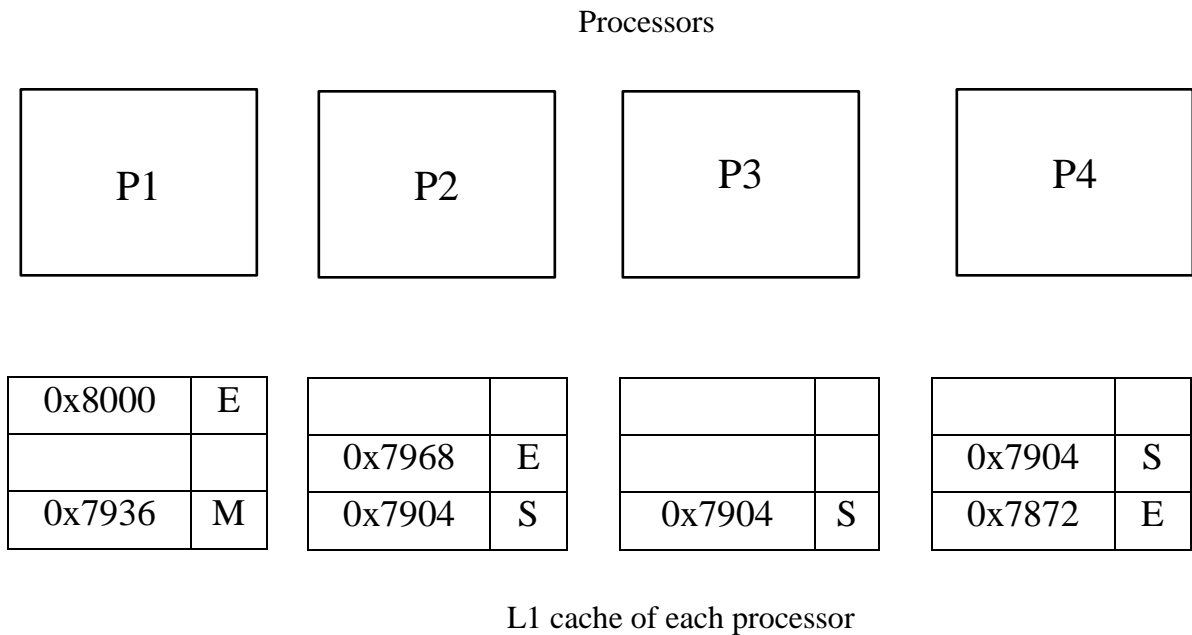 Processors
P1 P2 P3 P4
0x8000 E
0x7968 E 0x7904 S
0x7936 M 0x7904 S 0x7904 S 0x7872 E
L1 cache of each processor